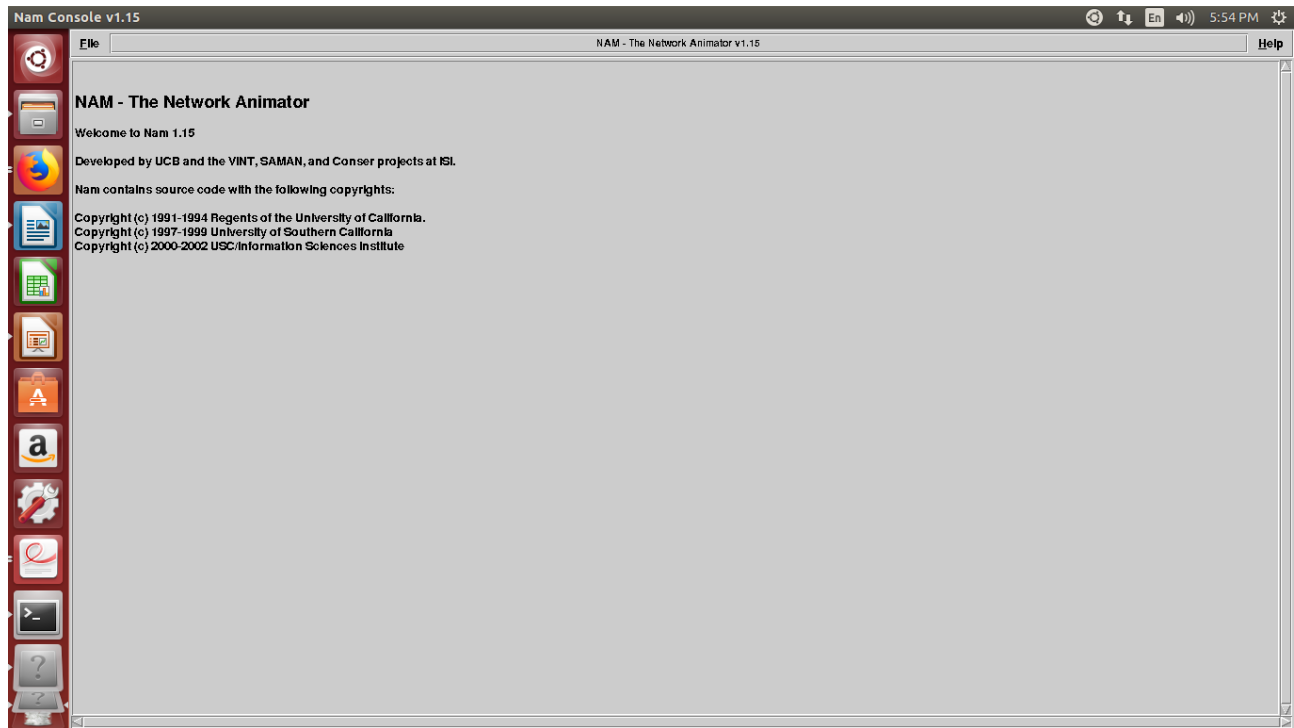 Nam Console v1.15
En
5:54 PM
File
NAM - The Network Animator v1.15
Help
NAM - The Network Animator
Welcome to Nam 1.15
Developed by UCB and the VINT, SAMAN, and Conser projects at ISI.
Nam contains source code with the following copyrights:
Copyright (c) 1991-1994 Regents of the University of California.
Copyright (c) 1997-1999 University of Southern California
Copyright (c) 2000-2002 USC/Information Sciences Institute
A
a
>_
?
?